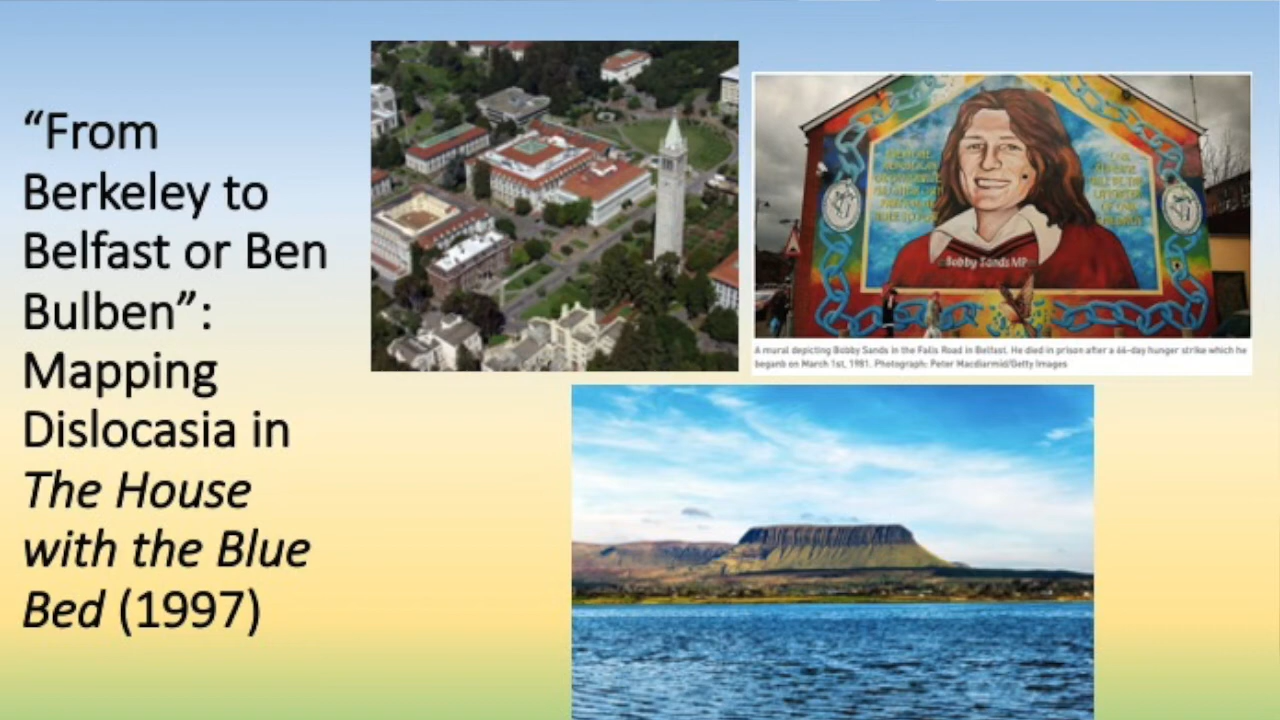 “From
Berkeley to
Belfast or Ben
Bulben”:
Mapping
Dislocasia in
The House
with the Blue
Bed (1997)
Bobby Sands MP
A mural depicting Bobby Sands in the Falls Road in Belfast. He died in prison after a 66-day hunger strike which he
began on March 1st, 1981. Photograph: Peter Macdiarmid/Getty Images